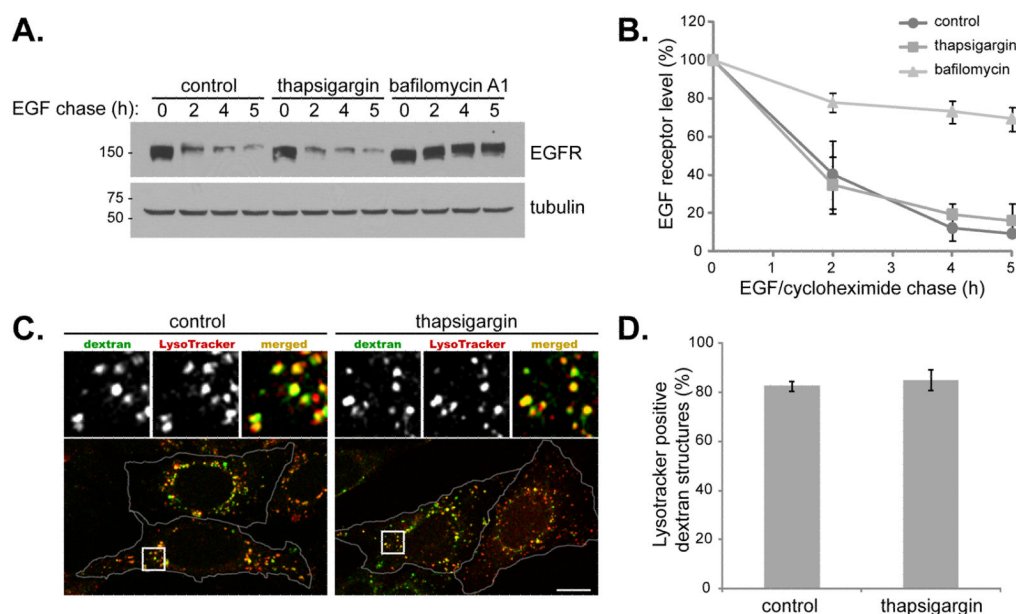 A.
control thapsigargin bafilomycin A1
EGF chase (h): 0 2 4 5 0 2 4 5 0 2 4 5
150 EGFR
75
50 tubulin
B.
control
thapsigargin
bafilomycin
EGF receptor level (%)
120
100
80
60
40
20
0
0 1 2 3 4 5
EGF/cycloheximide chase (h)
C.
control thapsigargin
dextran LysoTracker merged dextran LysoTracker merged
D.
Lysotracker positive
dextran structures (%)
100
80
60
40
20
0
control thapsigargin